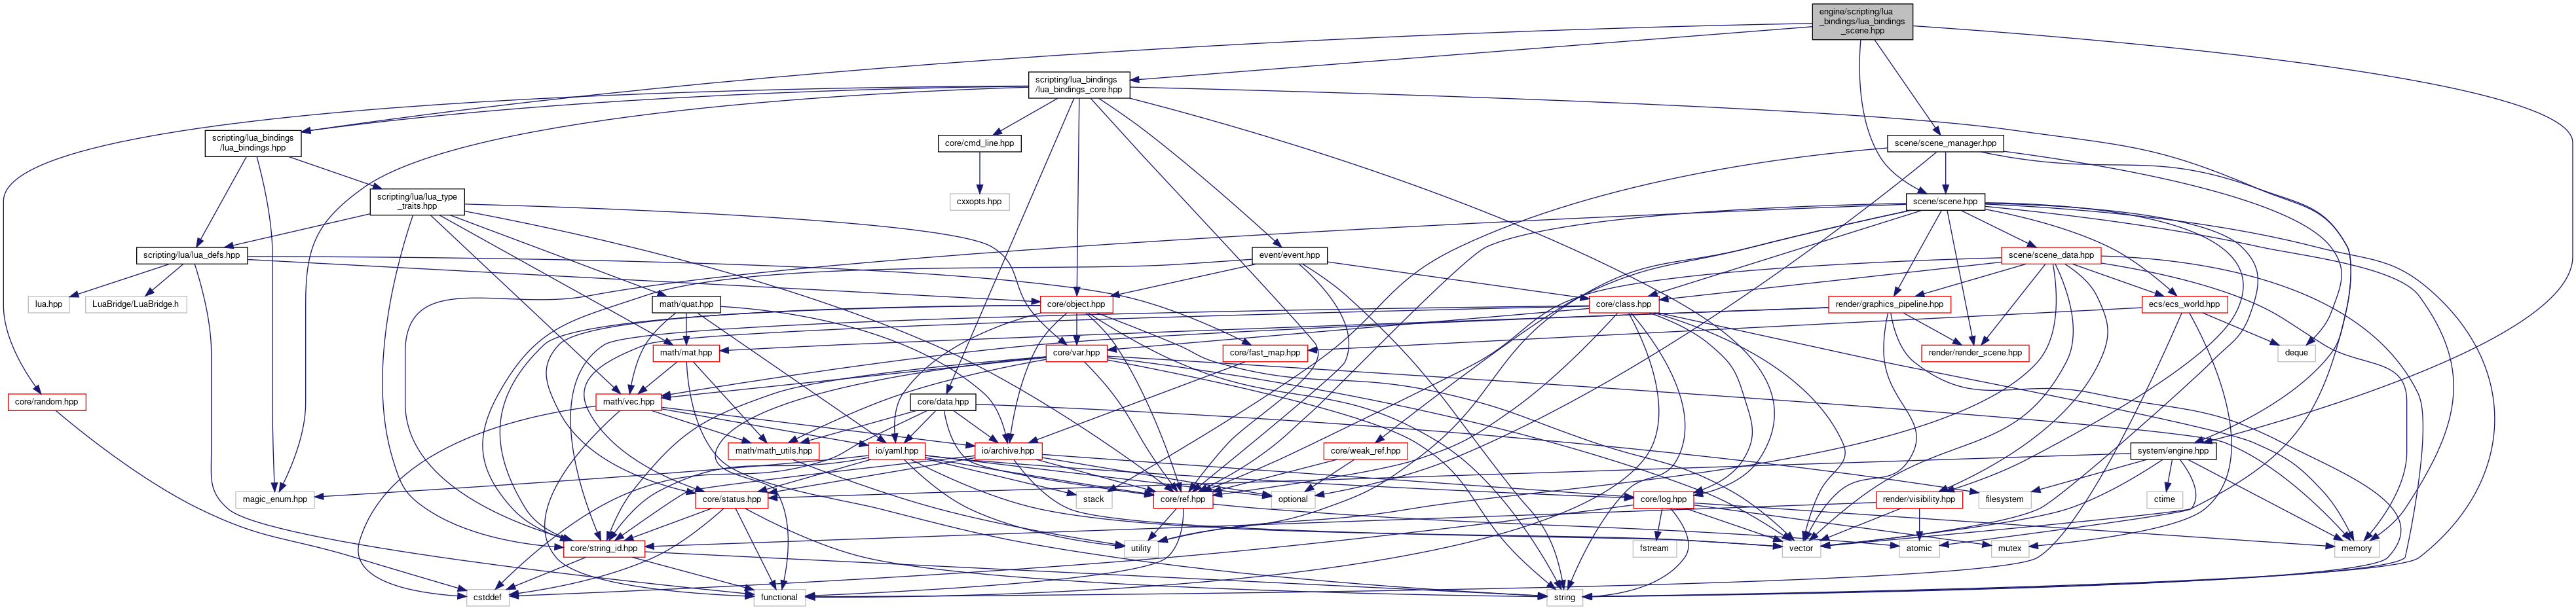 engine/scripting/lua
_bindings/lua_bindings
_scene.hpp
scripting/lua_bindings
/lua_bindings_core.hpp
scripting/lua_bindings
/lua_bindings.hpp
core/cmd_line.hpp
scene/scene_manager.hpp
scripting/lua/lua_type
_traits.hpp
cxxopts.hpp
scene/scene.hpp
scripting/lua/lua_defs.hpp
event/event.hpp
scene/scene_data.hpp
lua.hpp
LuaBridge/LuaBridge.h
math/quat.hpp
core/object.hpp
core/class.hpp
render/graphics_pipeline.hpp
ecs/ecs_world.hpp
math/mat.hpp
core/var.hpp
core/fast_map.hpp
render/render_scene.hpp
deque
core/random.hpp
math/vec.hpp
core/data.hpp
math/math_utils.hpp
io/yaml.hpp
io/archive.hpp
core/weak_ref.hpp
system/engine.hpp
magic_enum.hpp
core/status.hpp
stack
core/ref.hpp
optional
core/log.hpp
render/visibility.hpp
filesystem
ctime
core/string_id.hpp
utility
fstream
vector
atomic
mutex
memory
cstddef
functional
string